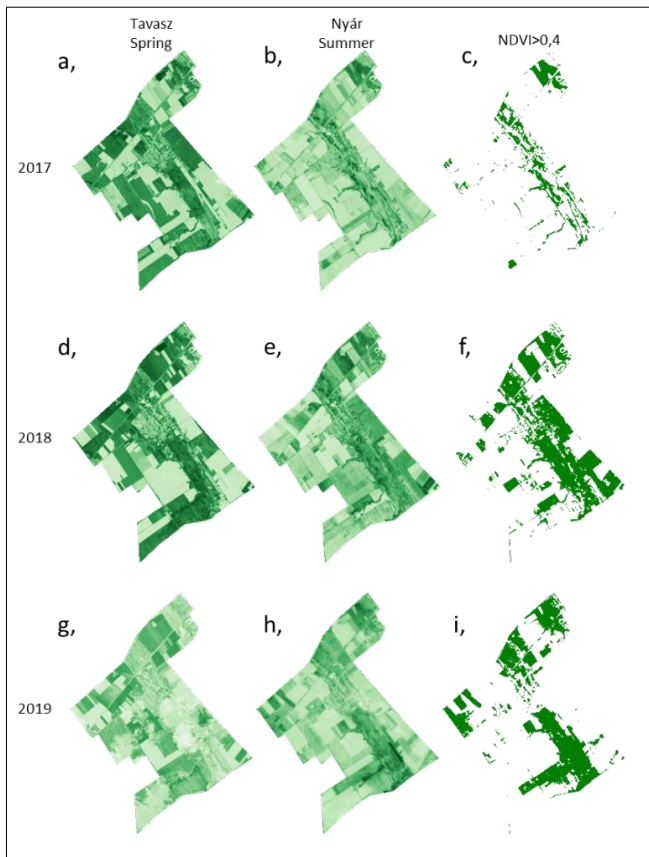 Tavasz
Spring
Nyár
Summer
NDVI>0,4
a,
b,
c,
2017
d,
e,
f,
2018
g,
h,
i,
2019